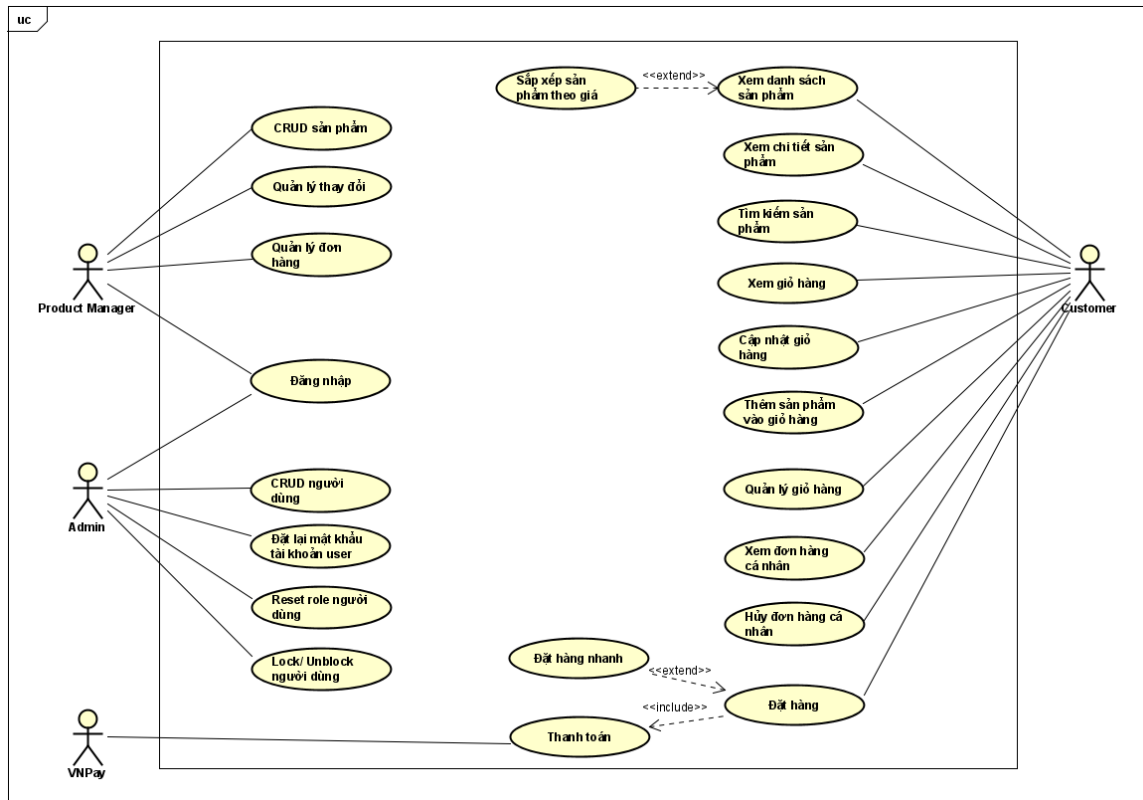 uc
Sắp xếp sản
phẩm theo giá
<<extend>>
Xem danh sách
sản phẩm
CRUD sản phẩm
Xem chi tiết sản
phẩm
Quản lý thay đổi
Tìm kiếm sản
phẩm
Quản lý đơn
hàng
Product Manager
Xem giỏ hàng
Customer
Cập nhật giỏ
hàng
Đăng nhập
Thêm sản phẩm
vào giỏ hàng
CRUD người
dùng
Quản lý giỏ hàng
Admin
Đặt lại mật khẩu
tài khoản user
Xem đơn hàng
cá nhân
Reset role người
dùng
Hủy đơn hàng cá
nhân
Lock/ Unblock
người dùng
Đặt hàng nhanh
<<extend>>
Đặt hàng
<<include>>
Thanh toán
VNPay